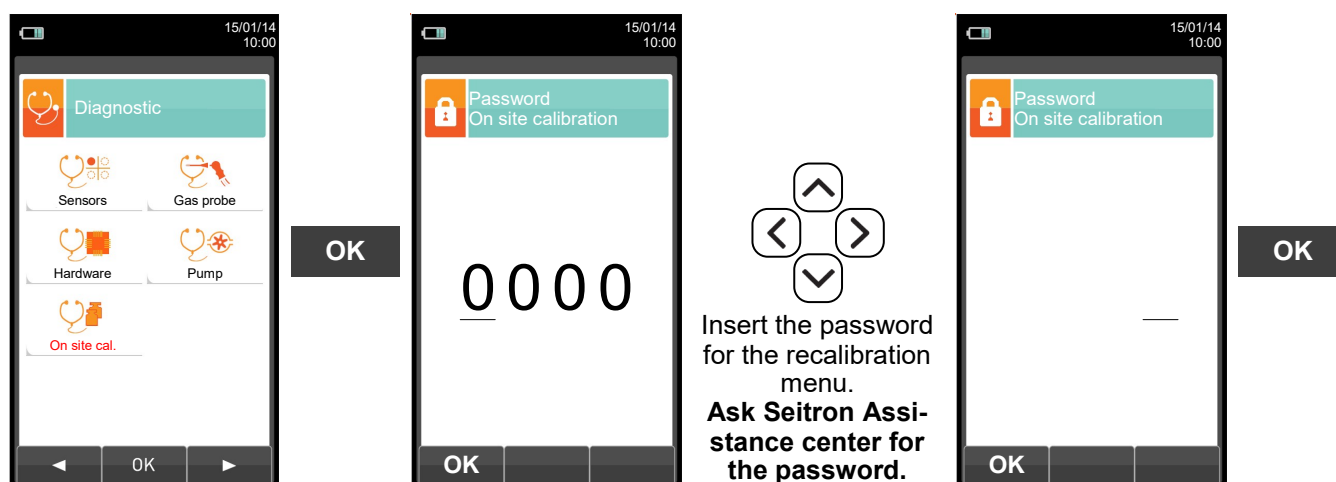 15/01/14
10:00
Diagnostic
Sensors
Gas probe
Hardware
Pump
On site cal.
OK
OK
15/01/14
10:00
Password
On site calibration
0000
OK
Insert the password
for the recalibration
menu.
Ask Seitron Assi-
stance center for
the password.
15/01/14
10:00
Password
On site calibration
OK
OK